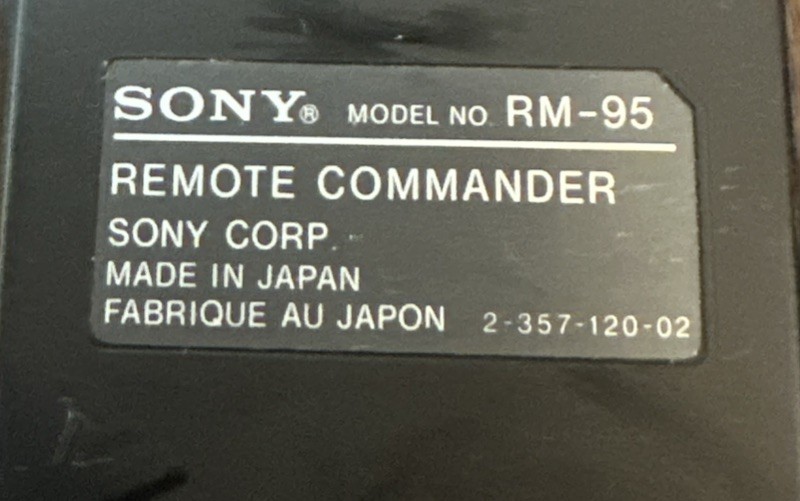 SONY® MODEL NO. RM-95
REMOTE COMMANDER
SONY CORP.
MADE IN JAPAN
FABRIQUE AU JAPON 2-357-120-02